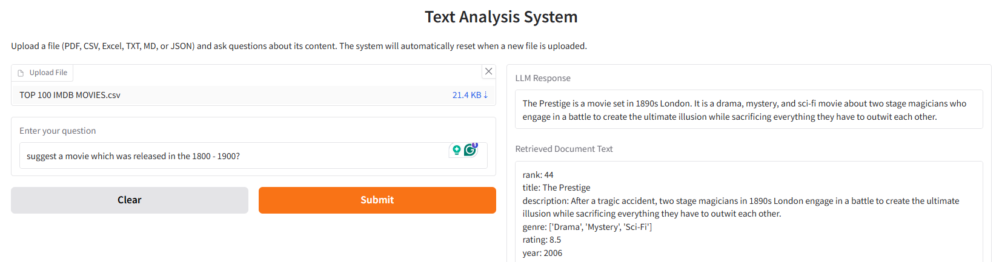 Text Analysis System
Upload a file (PDF, CSV, Excel, TXT, MD, or JSON) and ask questions about its content. The system will automatically reset when a new file is uploaded.
Upload File
TOP 100 IMDB MOVIES.csv 21.4 KB ↓
Enter your question
suggest a movie which was released in the 1800 - 1900?
1
Clear
Submit
LLM Response
The Prestige is a movie set in 1890s London. It is a drama, mystery, and sci-fi movie about two stage magicians who
engage in a battle to create the ultimate illusion while sacrificing everything they have to outwit each other.
Retrieved Document Text
rank: 44
title: The Prestige
description: After a tragic accident, two stage magicians in 1890s London engage in a battle to create the ultimate
illusion while sacrificing everything they have to outwit each other.
genre: ['Drama', 'Mystery', 'Sci-Fi']
rating: 8.5
year: 2006